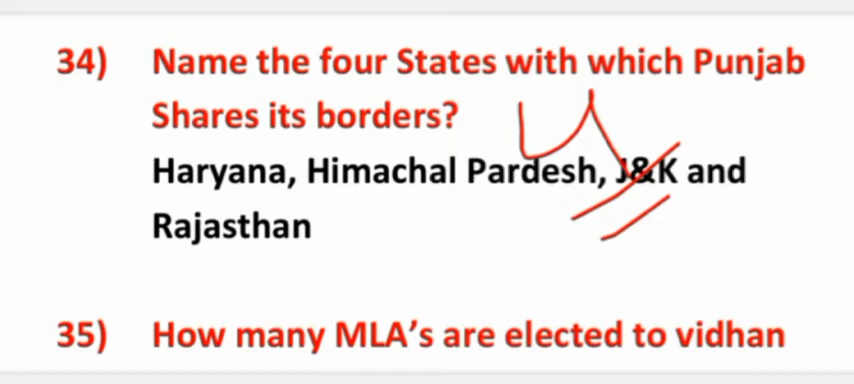 34) Name the four States with which Punjab
Shares its borders?
Haryana, Himachal Pardesh, J&K and
Rajasthan
35) How many MLA's are elected to vidhan